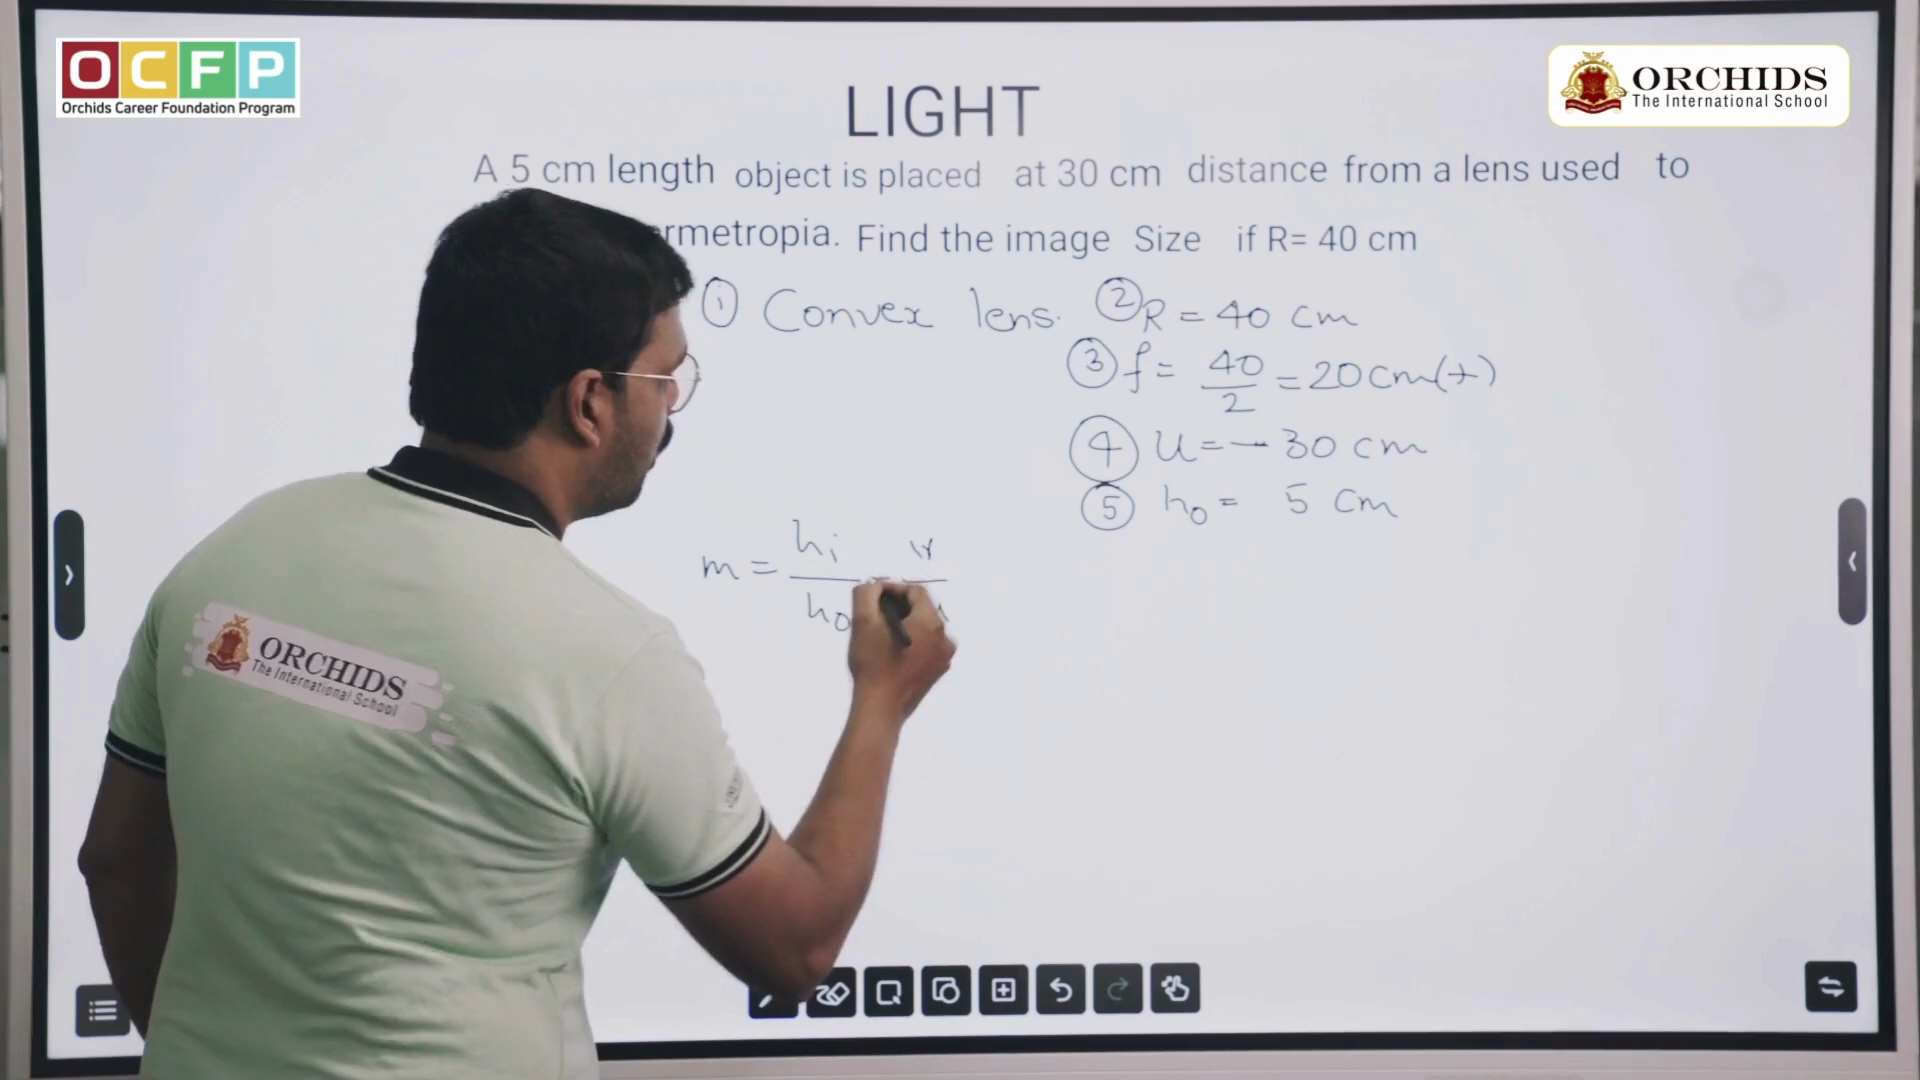 OCFP
Orchids Career Foundation Program
ORCHIDS
The International School
LIGHT
A 5 cm length object is placed at 30 cm distance from a lens used to
rmetropia. Find the image Size if R= 40 cm
① Convex lens. ② R = 40 cm
③ f = 40/2 = 20 cm (+)
④ u = - 30 cm
⑤ ho = 5 cm
m = hi/ho
ORCHIDS
The International School